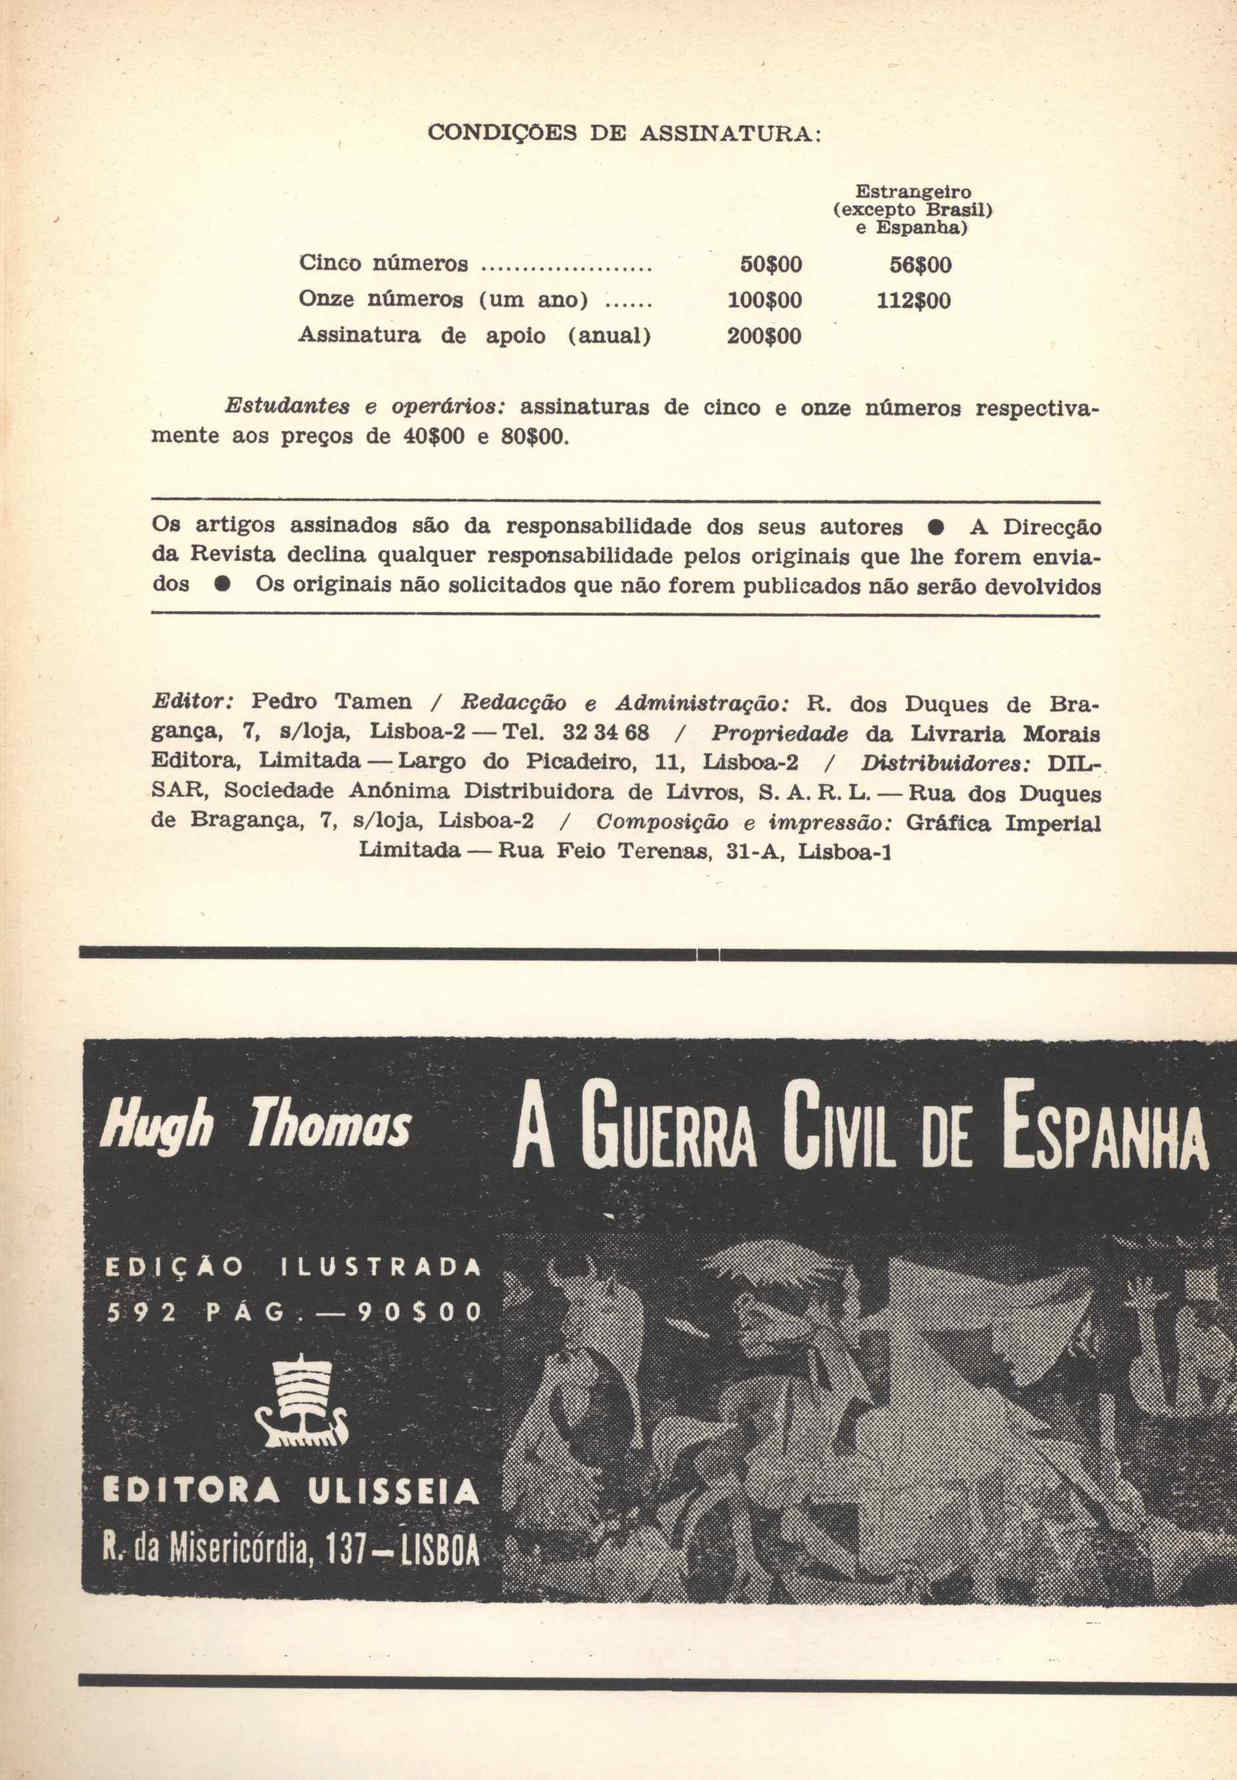 CONDIÇÕES DE ASSINATURA:
Estrangeiro
(excepto Brasil)
e Espanha)
Cinco números ..................... 50$00 56$00
Onze números (um ano) ...... 100$00 112$00
Assinatura de apoio (anual) 200$00
Estudantes e operários: assinaturas de cinco e onze números respectiva-
mente aos preços de 40$00 e 80$00.
Os artigos assinados são da responsabilidade dos seus autores ● A Direcção
da Revista declina qualquer responsabilidade pelos originais que lhe forem envia-
dos ● Os originais não solicitados que não forem publicados não serão devolvidos
Editor: Pedro Tamen / Redacção e Administração: R. dos Duques de Bra-
gança, 7, s/loja, Lisboa-2 — Tel. 32 34 68 / Propriedade da Livraria Morais
Editora, Limitada — Largo do Picadeiro, 11, Lisboa-2 / Distribuidores: DIL-
SAR, Sociedade Anónima Distribuidora de Livros, S. A. R. L. — Rua dos Duques
de Bragança, 7, s/loja, Lisboa-2 / Composição e impressão: Gráfica Imperial
Limitada — Rua Feio Terenas, 31-A, Lisboa-1
Hugh Thomas A GUERRA CIVIL DE ESPANHA
EDIÇÃO ILUSTRADA
592 PÁG. — 90$00
EDITORA ULISSEIA
R. da Misericórdia, 137 — LISBOA